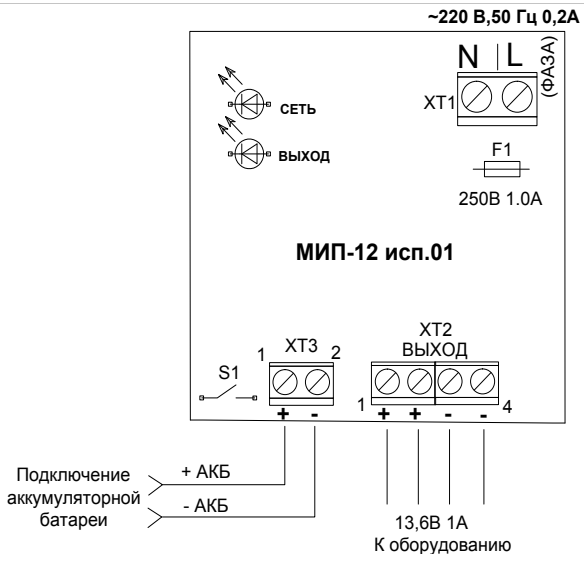 ~220 В,50 Гц 0,2А
N L
(ФАЗА)
XT1
СЕТЬ
ВЫХОД
F1
250В 1.0А
МИП-12 исп.01
XT2
ВЫХОД
1 XT3 2
S1
1 4
+ - + + - -
+ АКБ
- АКБ
Подключение
аккумуляторной
батареи
13,6В 1А
К оборудованию